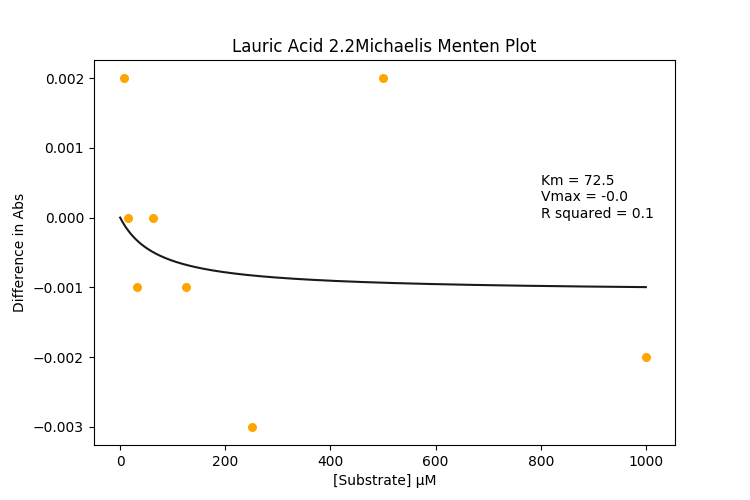 Lauric Acid 2.2Michaelis Menten Plot
0.002
0.001
0.000
−0.001
−0.002
−0.003
Difference in Abs
Km = 72.5
Vmax = -0.0
R squared = 0.1
0 200 400 600 800 1000
[Substrate] μM